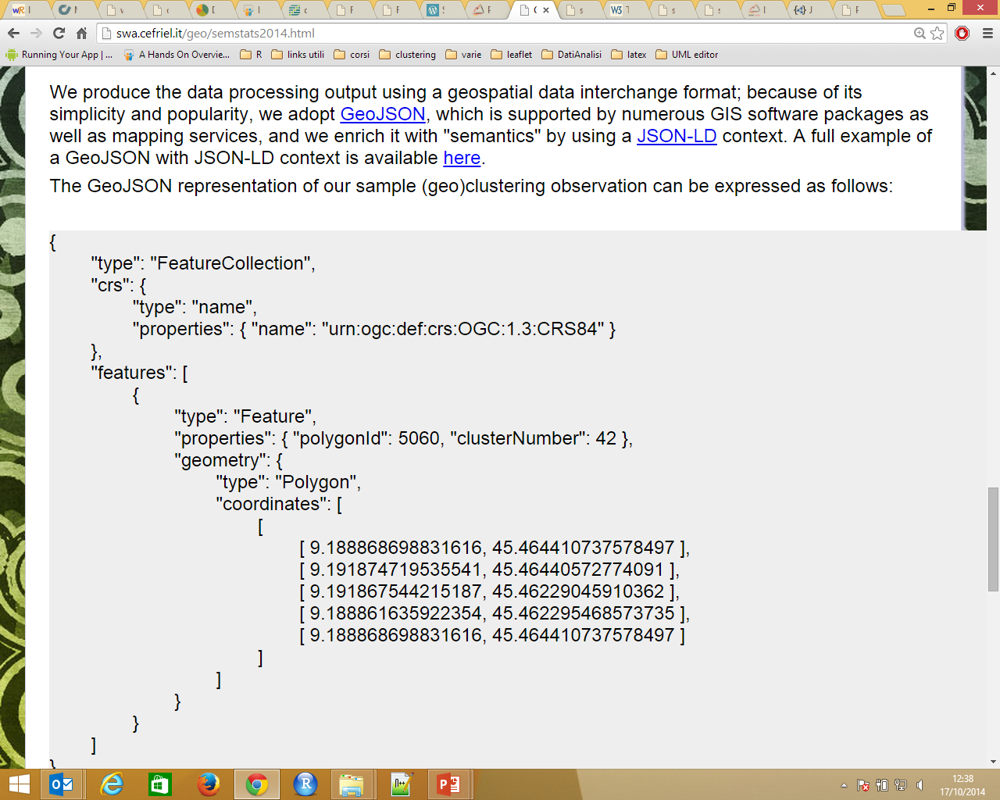 swa.cefriel.it/geo/semstats2014.html
Running Your App | ... A Hands On Overvie... R links utili corsi clustering varie leaflet DatiAnalisi latex UML editor
We produce the data processing output using a geospatial data interchange format; because of its
simplicity and popularity, we adopt GeoJSON, which is supported by numerous GIS software packages as
well as mapping services, and we enrich it with "semantics" by using a JSON-LD context. A full example of
a GeoJSON with JSON-LD context is available here.
The GeoJSON representation of our sample (geo)clustering observation can be expressed as follows:
{
"type": "FeatureCollection",
"crs": {
"type": "name",
"properties": { "name": "urn:ogc:def:crs:OGC:1.3:CRS84" }
},
"features": [
{
"type": "Feature",
"properties": { "polygonId": 5060, "clusterNumber": 42 },
"geometry": {
"type": "Polygon",
"coordinates": [
[
[ 9.188868698831616, 45.464410737578497 ],
[ 9.191874719535541, 45.46440572774091 ],
[ 9.191867544215187, 45.46229045910362 ],
[ 9.188861635922354, 45.462295468573735 ],
[ 9.188868698831616, 45.464410737578497 ]
]
]
}
}
]
}
12:38
17/10/2014